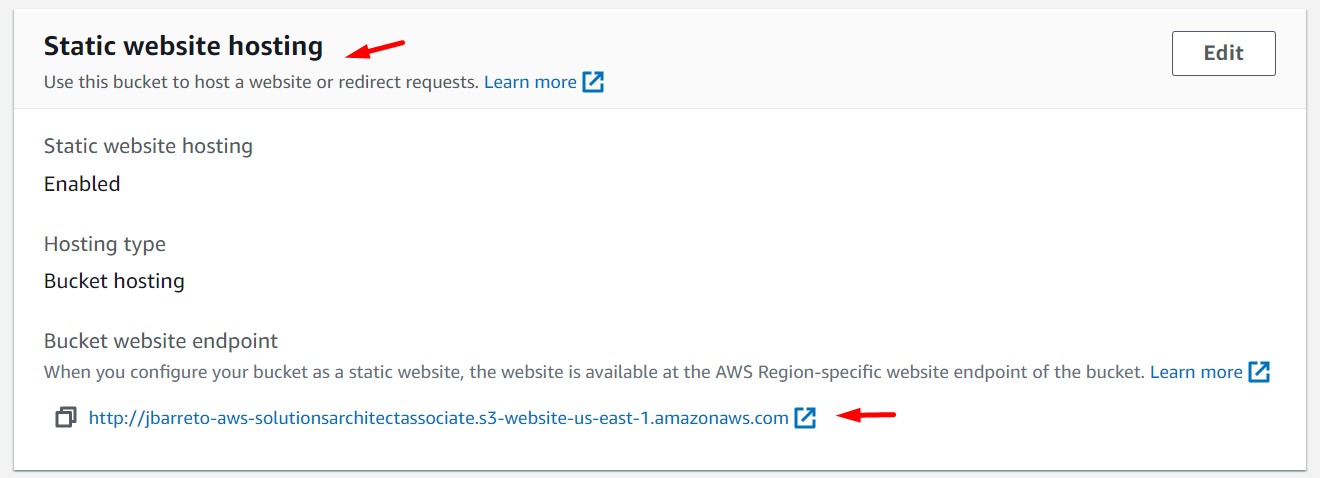 Static website hosting
Edit
Use this bucket to host a website or redirect requests. Learn more
Static website hosting
Enabled
Hosting type
Bucket hosting
Bucket website endpoint
When you configure your bucket as a static website, the website is available at the AWS Region-specific website endpoint of the bucket. Learn more
http://jbarreto-aws-solutionsarchitectassociate.s3-website-us-east-1.amazonaws.com